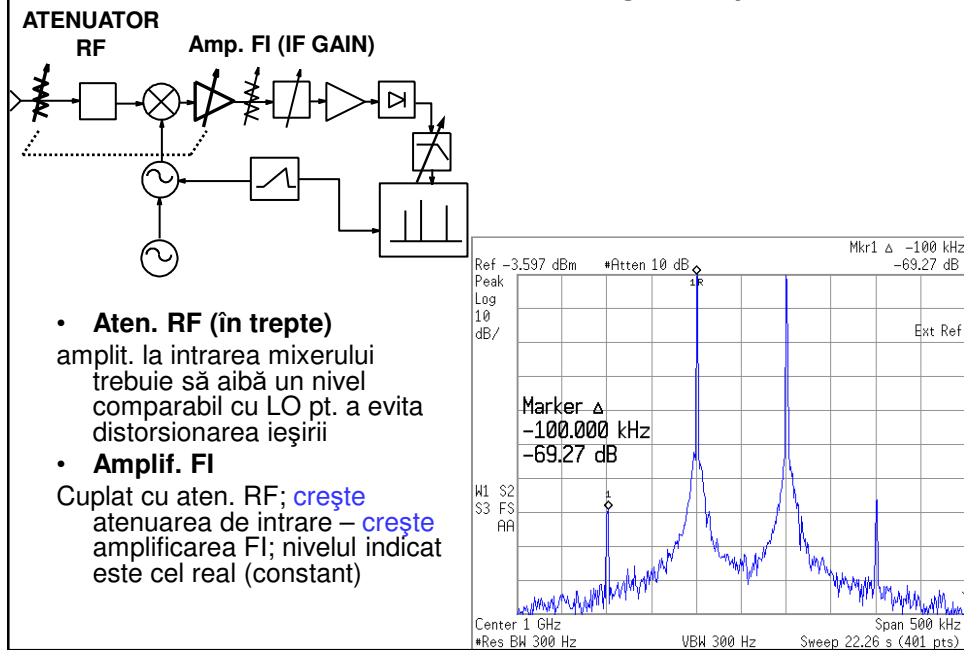 ATENUATOR
RF
Amp. FI (IF GAIN)
• Aten. RF (în trepte)
amplit. la intrarea mixerului
trebuie să aibă un nivel
comparabil cu LO pt. a evita
distorsionarea ieşirii
• Amplif. FI
Cuplat cu aten. RF; creşte
atenuarea de intrare – creşte
amplificarea FI; nivelul indicat
este cel real (constant)
Mkr1 Δ -100 kHz
Ref -3.597 dBm #Atten 10 dB -69.27 dB
Peak
Log
10
dB/
1R
Ext Ref
Marker Δ
-100.000 kHz
-69.27 dB
W1 S2
S3 FS
AA
1
Center 1 GHz Span 500 kHz
#Res BW 300 Hz VBW 300 Hz Sweep 22.26 s (401 pts)